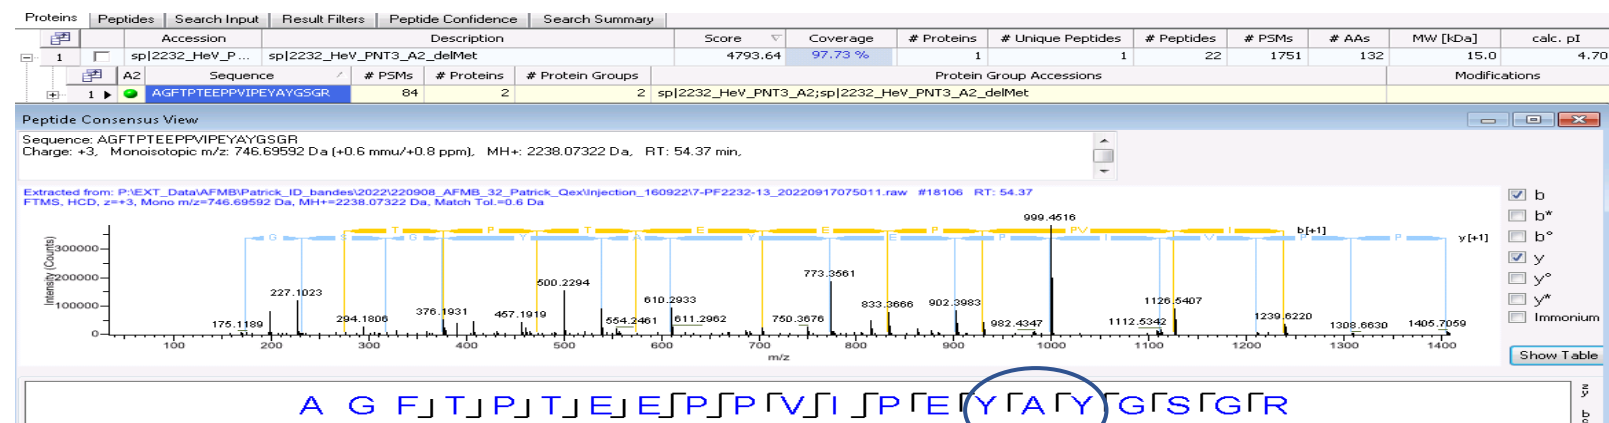 Proteins Peptides Search Input Result Filters Peptide Confidence Search Summary
Accession Description Score Coverage # Proteins # Unique Peptides # Peptides # PSMs # AAs MW [kDa] calc. pI
1 sp|2232_HeV_P... sp|2232_HeV_PNT3_A2_delMet 4793.64 97.73 % 1 1 22 1751 132 15.0 4.70
A2 Sequence # PSMs # Proteins # Protein Groups Protein Group Accessions Modifications
1 AGFTPTEEPPVIPEYAYGSGR 84 2 2 sp|2232_HeV_PNT3_A2;sp|2232_HeV_PNT3_A2_delMet
Peptide Consensus View
Sequence: AGFTPTEEPPVIPEYAYGSGR
Charge: +3, Monoisotopic m/z: 746.69592 Da (+0.6 mmu/+0.8 ppm), MH+: 2238.07322 Da, RT: 54.37 min,
Extracted from: P:\EXT_Data\AFMB\Patrick_ID_bandes\2022\220908_AFMB_32_Patrick_Qex\Injection_160922\7-PF2232-13_20220917075011.raw #18106 RT: 54.37
FTMS, HCD, z=+3, Mono m/z=746.69592 Da, MH+=2238.07322 Da, Match Tol.=0.6 Da
999.4516
T P T E E P PV I b[+1]
G S G Y A Y E P I V P P y[+1]
Intensity (Counts)
300000
200000
100000
0
175.1189
227.1023
294.1806
376.1931
457.1919
500.2294
554.2461
610.2933
611.2962
750.3676
773.3561
833.3666
902.3983
982.4347
1112.5342
1126.5407
1239.6220
1308.6630
1405.7059
100 200 300 400 500 600 700 800 900 1000 1100 1200 1300 1400
m/z
b
b*
b°
y
y°
y*
Immonium
Show Table
A G F T P T E E P P V I P E Y A Y G S G R
z
y
b